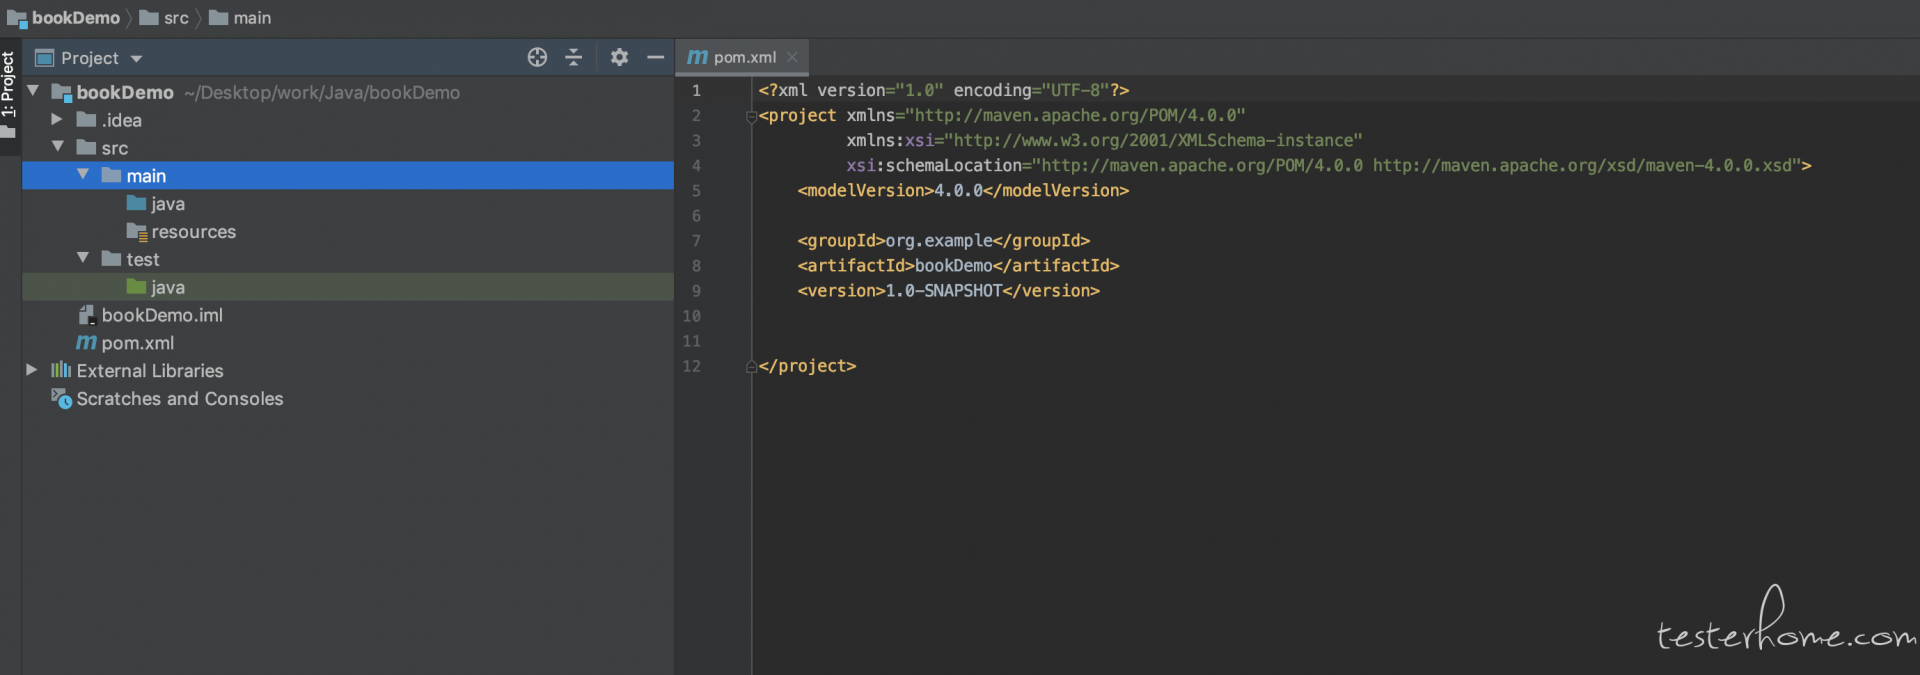 bookDemo src main
1: Project
Project
bookDemo ~/Desktop/work/Java/bookDemo
.idea
src
main
java
resources
test
java
bookDemo.iml
m pom.xml
External Libraries
Scratches and Consoles
m pom.xml
1 <?xml version="1.0" encoding="UTF-8"?>
2 <project xmlns="http://maven.apache.org/POM/4.0.0"
3 xmlns:xsi="http://www.w3.org/2001/XMLSchema-instance"
4 xsi:schemaLocation="http://maven.apache.org/POM/4.0.0 http://maven.apache.org/xsd/maven-4.0.0.xsd">
5 <modelVersion>4.0.0</modelVersion>
6
7 <groupId>org.example</groupId>
8 <artifactId>bookDemo</artifactId>
9 <version>1.0-SNAPSHOT</version>
10
11
12 </project>
testerhome.com